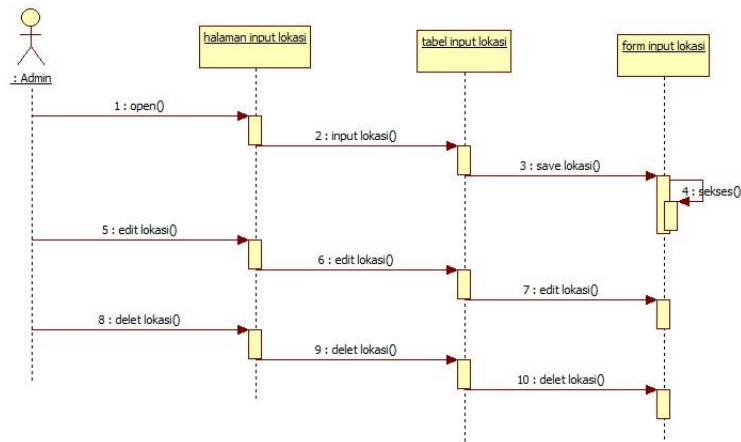 halaman input lokasi
tabel input lokasi
form input lokasi
: Admin
1 : open()
2 : input lokasi()
3 : save lokasi()
4 : sekses()
5 : edit lokasi()
6 : edit lokasi()
7 : edit lokasi()
8 : delet lokasi()
9 : delet lokasi()
10 : delet lokasi()